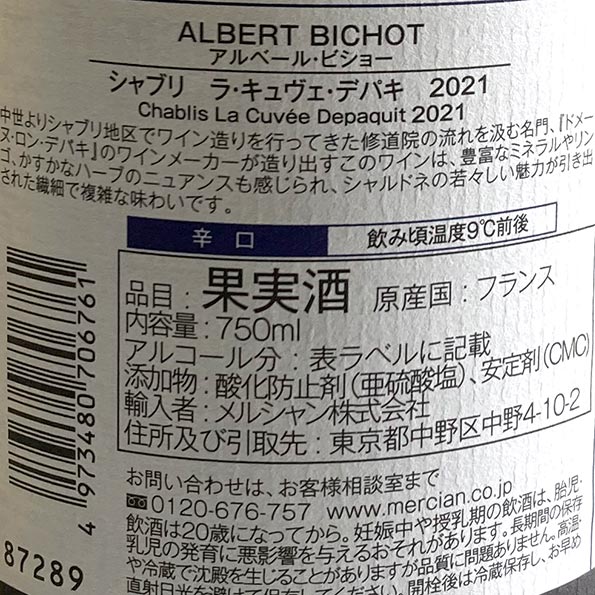 ALBERT BICHOT
アルベール・ビショー
シャブリ ラ・キュヴェ・デパキ 2021
Chablis La Cuvée Depaquit 2021
中世よりシャブリ地区でワイン造りを行ってきた修道院の流れを汲む名門、『ドメー
ヌ・ロン・デパキ』のワインメーカーが造り出すこのワインは、豊富なミネラルやリン
ゴ、かすかなハーブのニュアンスも感じられ、シャルドネの若々しい魅力が引き出
された繊細で複雑な味わいです。
辛口 飲み頃温度9℃前後
品目：果実酒 原産国：フランス
内容量：750ml
アルコール分：表ラベルに記載
添加物：酸化防止剤(亜硫酸塩)、安定剤(CMC)
輸入者：メルシャン株式会社
住所及び引取先：東京都中野区中野4-10-2
お問い合わせは、お客様相談室まで
0120-676-757 www.mercian.co.jp
飲酒は20歳になってから。妊娠中や授乳期の飲酒は、胎児・
乳児の発育に悪影響を与えるおそれがあります。長期間の保存
や冷蔵で沈殿を生じることがありますが品質に問題ありません。高温・
直射日光を避けて保存してください。開栓後は冷蔵保存し、お早め
4 973480 706761
87289